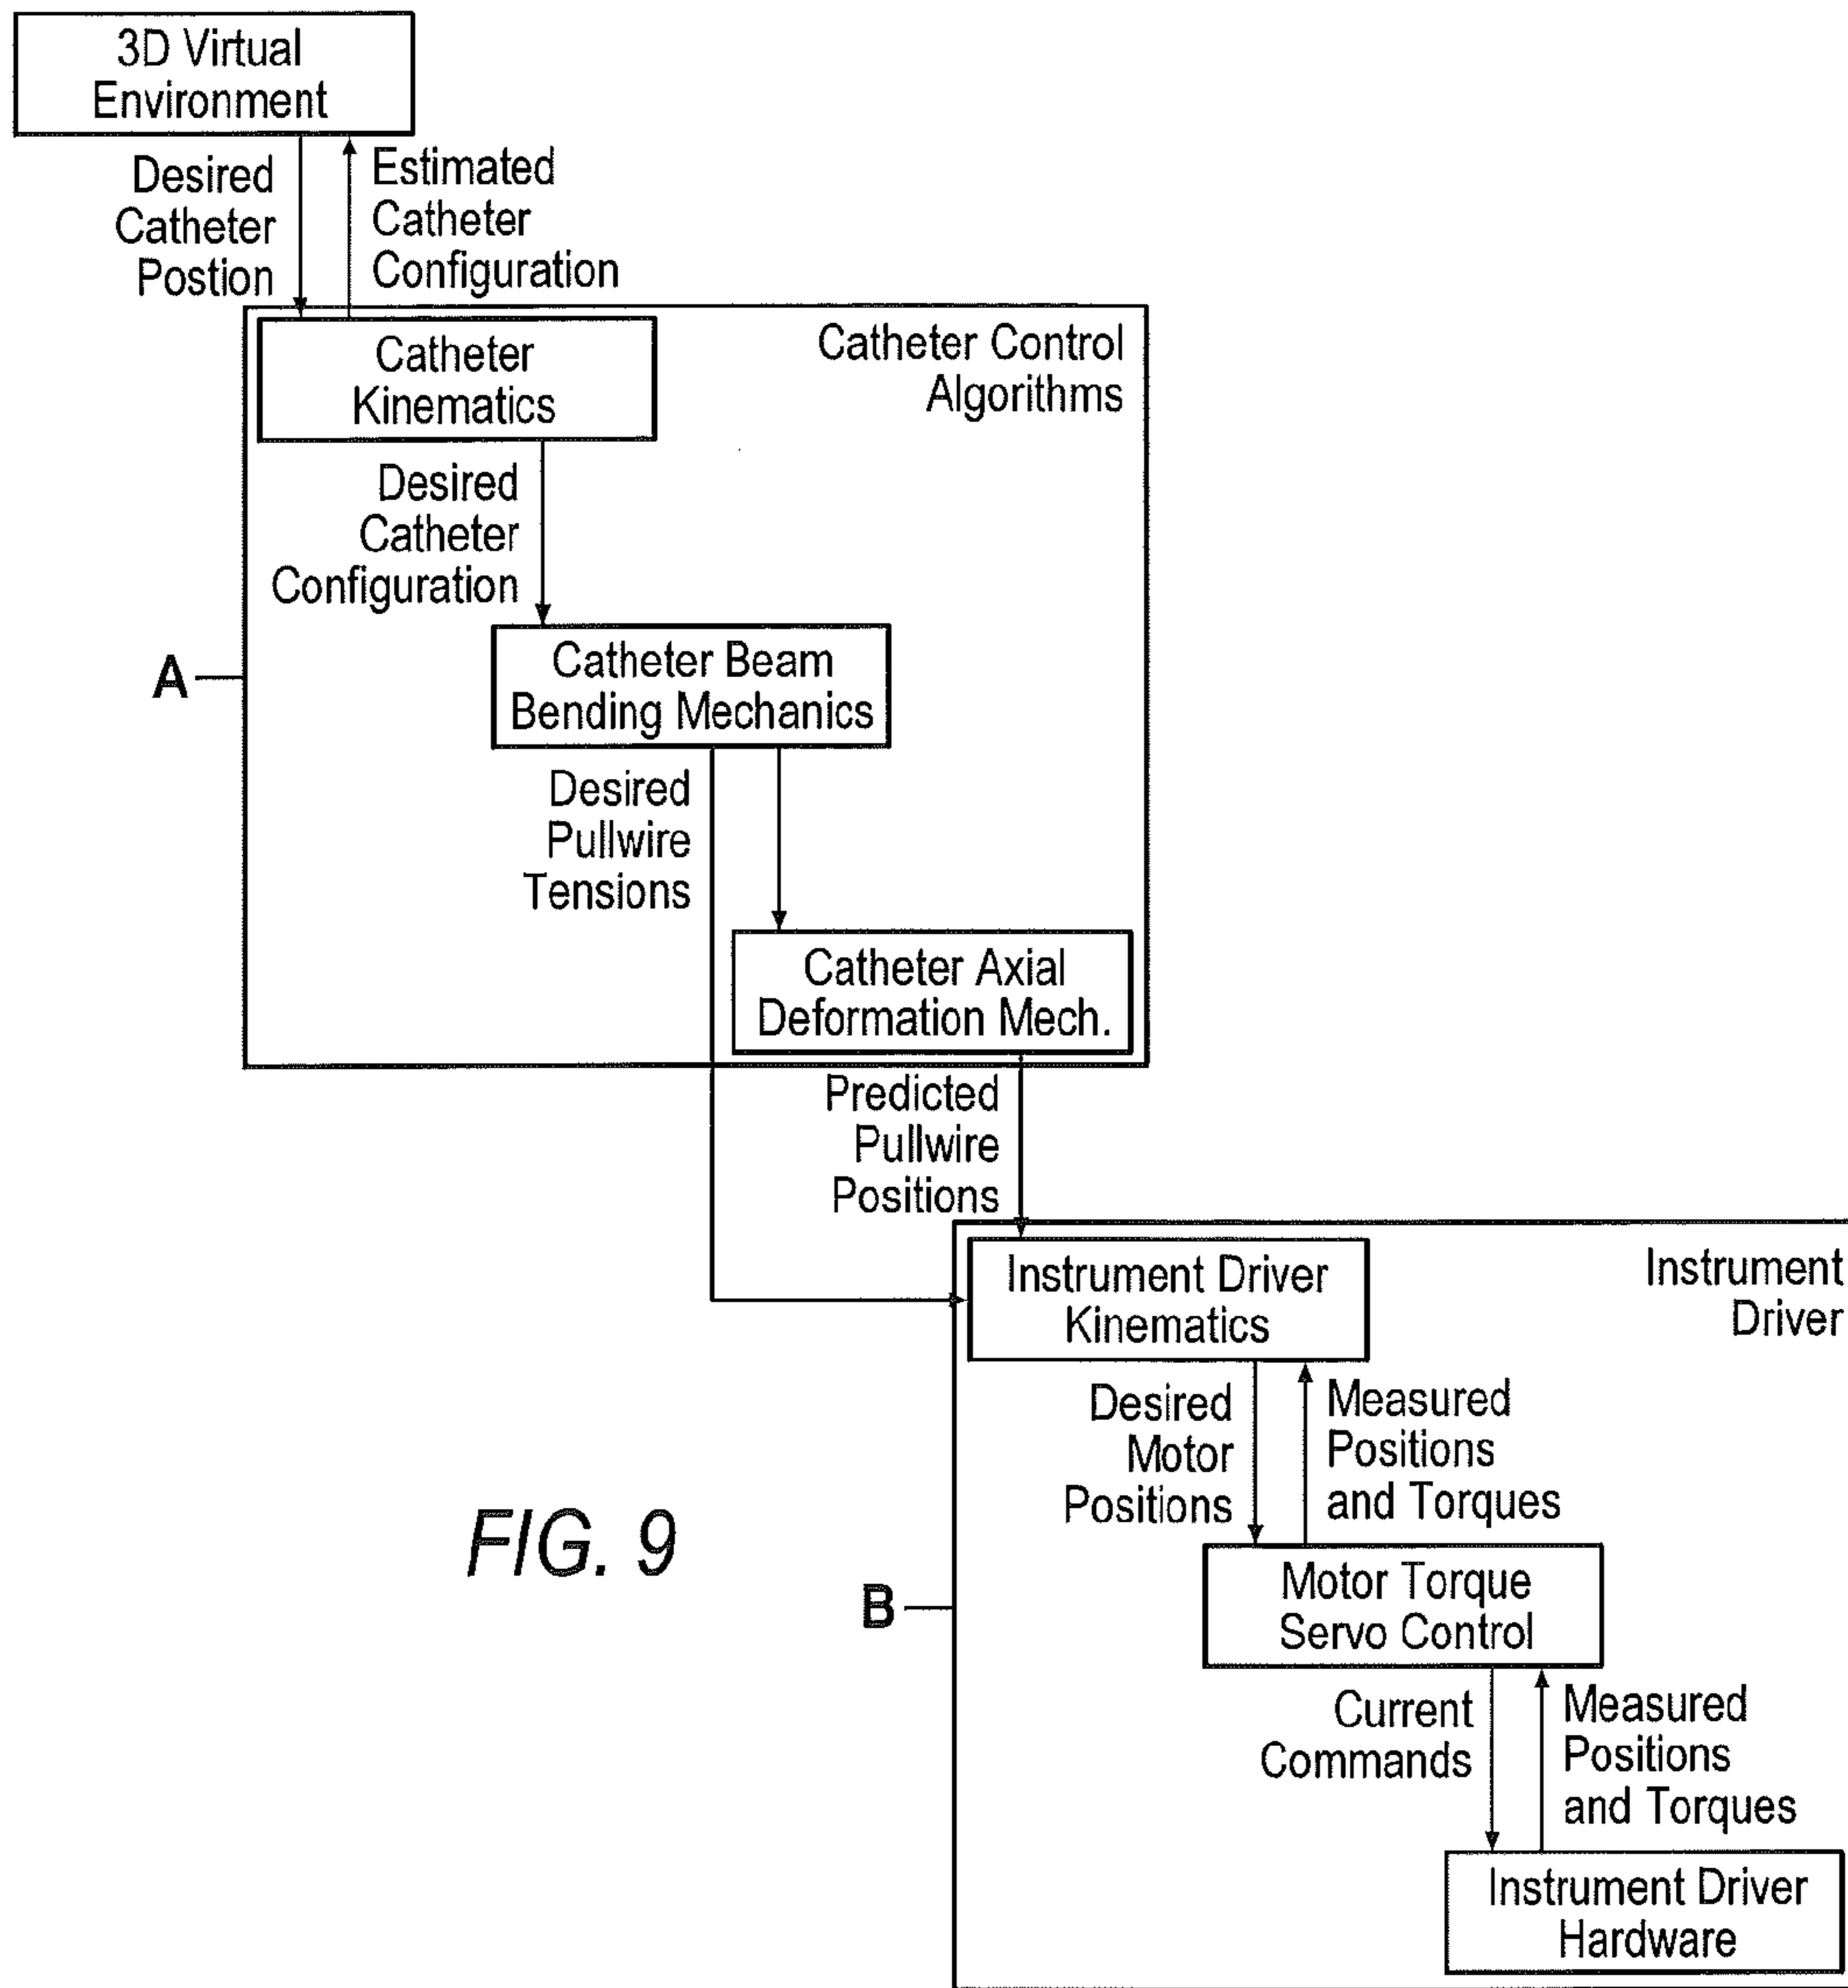 3D Virtual
Environment
Desired
Catheter
Postion
Estimated
Catheter
Configuration
Catheter Control
Algorithms
Catheter
Kinematics
Desired
Catheter
Configuration
A
Catheter Beam
Bending Mechanics
Desired
Pullwire
Tensions
Catheter Axial
Deformation Mech.
Predicted
Pullwire
Positions
Instrument
Driver
Instrument Driver
Kinematics
Desired
Motor
Positions
Measured
Positions
and Torques
FIG. 9
B
Motor Torque
Servo Control
Current
Commands
Measured
Positions
and Torques
Instrument Driver
Hardware